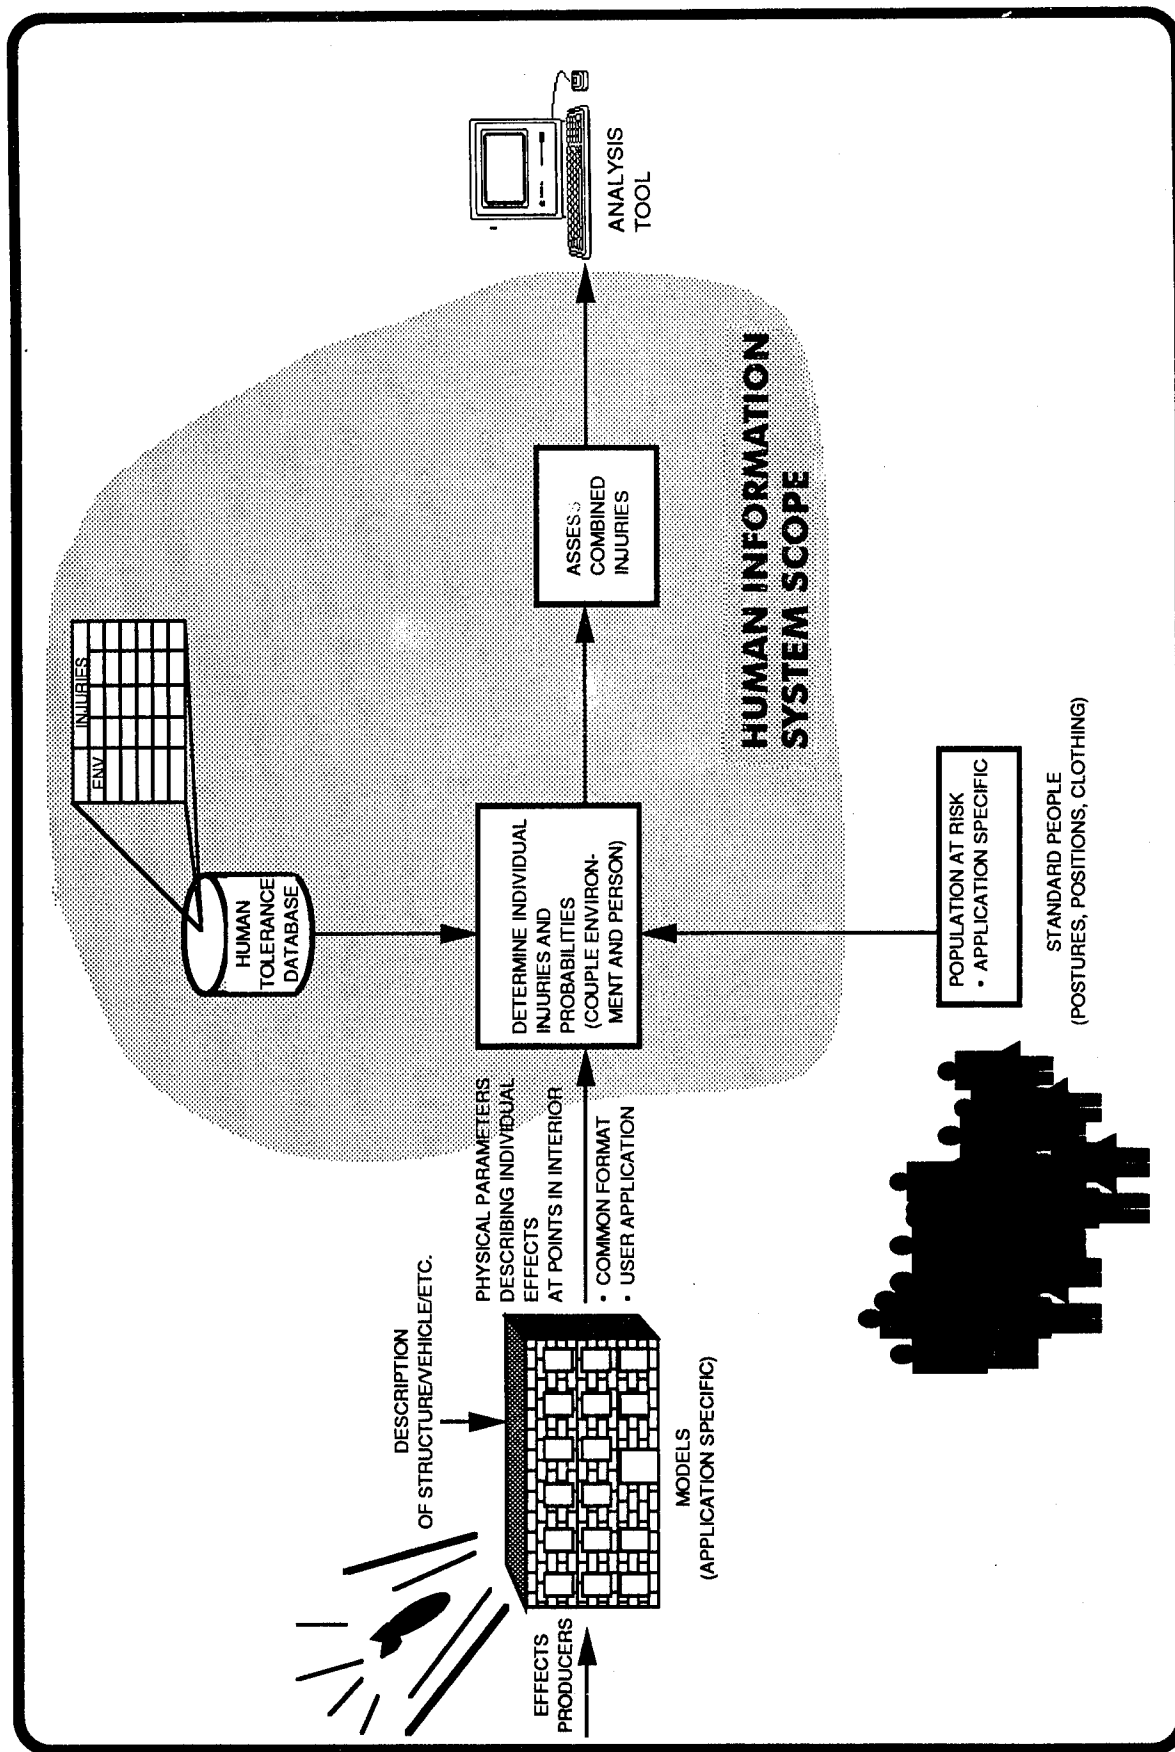 ENV
INJURIES
HUMAN
TOLERANCE
DATABASE
DESCRIPTION
OF STRUCTURE/VEHICLE/ETC.
EFFECTS
PRODUCERS
MODELS
(APPLICATION SPECIFIC)
PHYSICAL PARAMETERS
DESCRIBING INDIVIDUAL
EFFECTS
AT POINTS IN INTERIOR
• COMMON FORMAT
• USER APPLICATION
DETERMINE INDIVIDUAL
INJURIES AND
PROBABILITIES
(COUPLE ENVIRON-
MENT AND PERSON)
ASSESS
COMBINED
INJURIES
ANALYSIS
TOOL
HUMAN INFORMATION
SYSTEM SCOPE
POPULATION AT RISK
• APPLICATION SPECIFIC
STANDARD PEOPLE
(POSTURES, POSITIONS, CLOTHING)